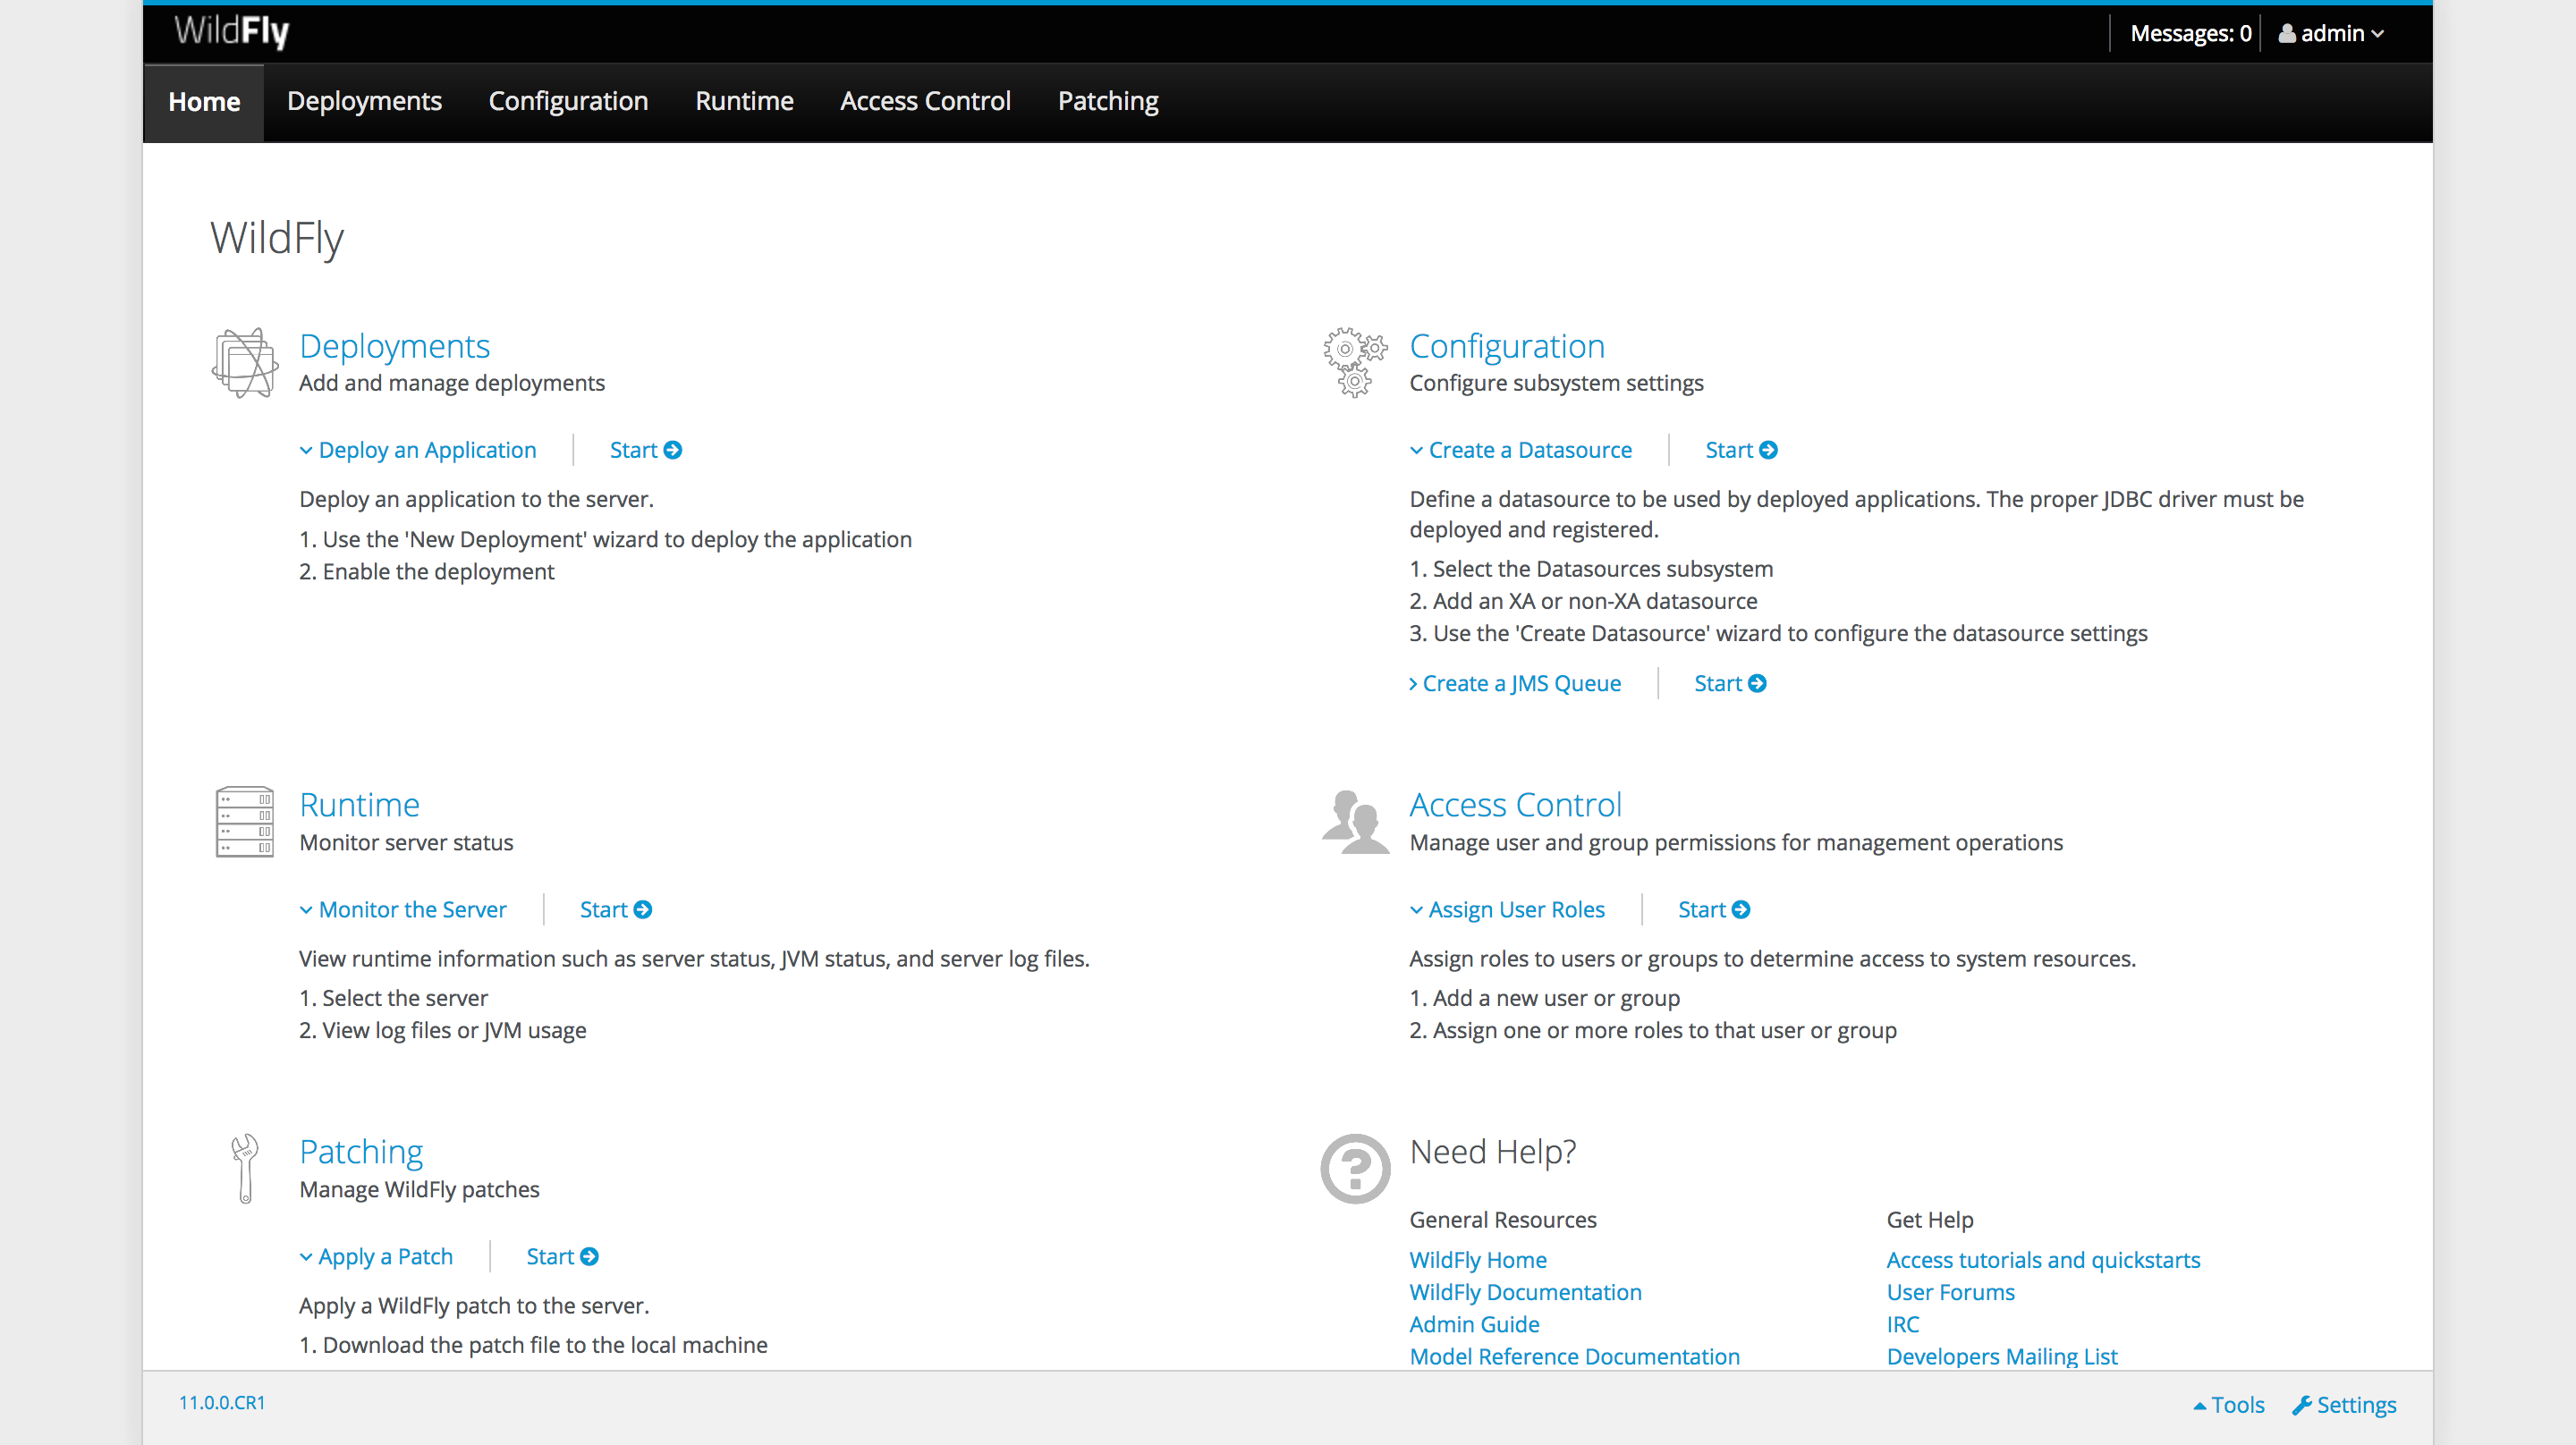 WildFly
Messages: 0
admin
Home
Deployments
Configuration
Runtime
Access Control
Patching
WildFly
Deployments
Add and manage deployments
Deploy an Application
Start
Deploy an application to the server.
1. Use the 'New Deployment' wizard to deploy the application
2. Enable the deployment
Configuration
Configure subsystem settings
Create a Datasource
Start
Define a datasource to be used by deployed applications. The proper JDBC driver must be
deployed and registered.
1. Select the Datasources subsystem
2. Add an XA or non-XA datasource
3. Use the 'Create Datasource' wizard to configure the datasource settings
Create a JMS Queue
Start
Runtime
Monitor server status
Monitor the Server
Start
View runtime information such as server status, JVM status, and server log files.
1. Select the server
2. View log files or JVM usage
Access Control
Manage user and group permissions for management operations
Assign User Roles
Start
Assign roles to users or groups to determine access to system resources.
1. Add a new user or group
2. Assign one or more roles to that user or group
Patching
Manage WildFly patches
Apply a Patch
Start
Apply a WildFly patch to the server.
1. Download the patch file to the local machine
Need Help?
General Resources
WildFly Home
WildFly Documentation
Admin Guide
Model Reference Documentation
Get Help
Access tutorials and quickstarts
User Forums
IRC
Developers Mailing List
11.0.0.CR1
Tools
Settings